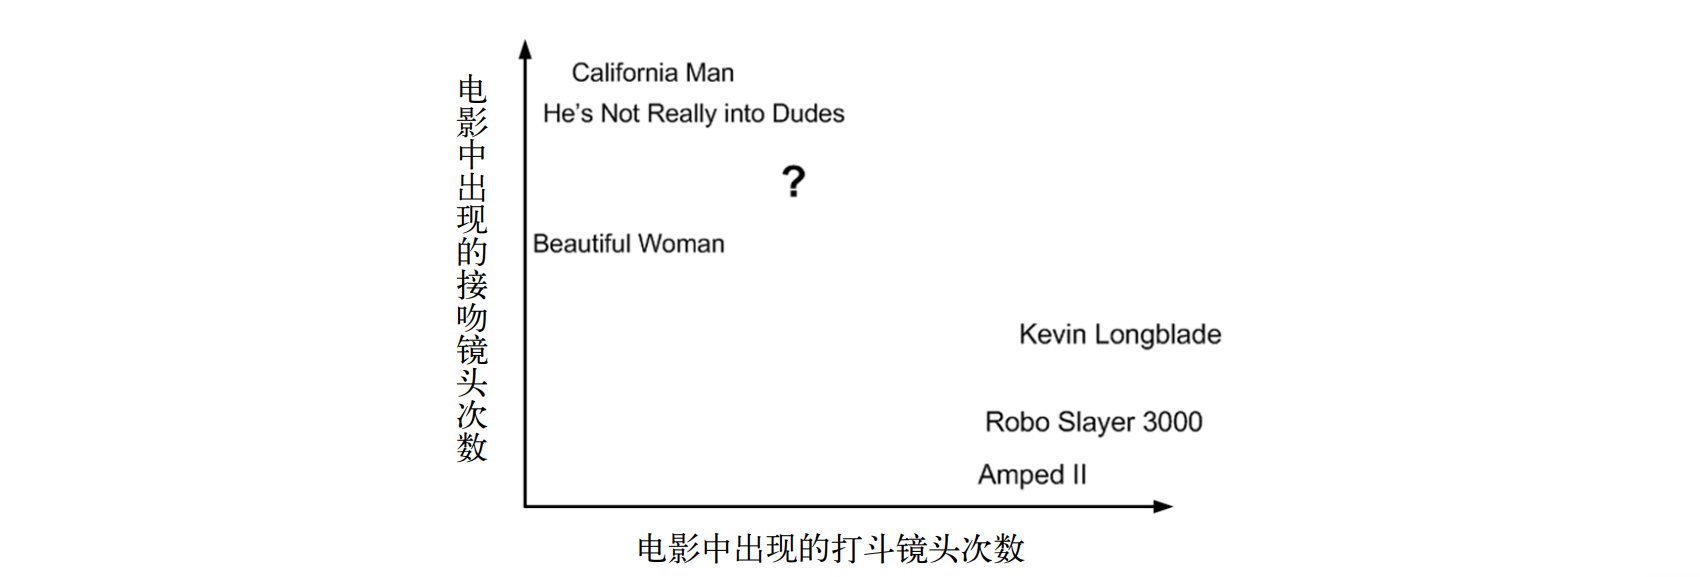 电影中出现的接吻镜头次数
California Man
He's Not Really into Dudes
?
Beautiful Woman
Kevin Longblade
Robo Slayer 3000
Amped II
电影中出现的打斗镜头次数